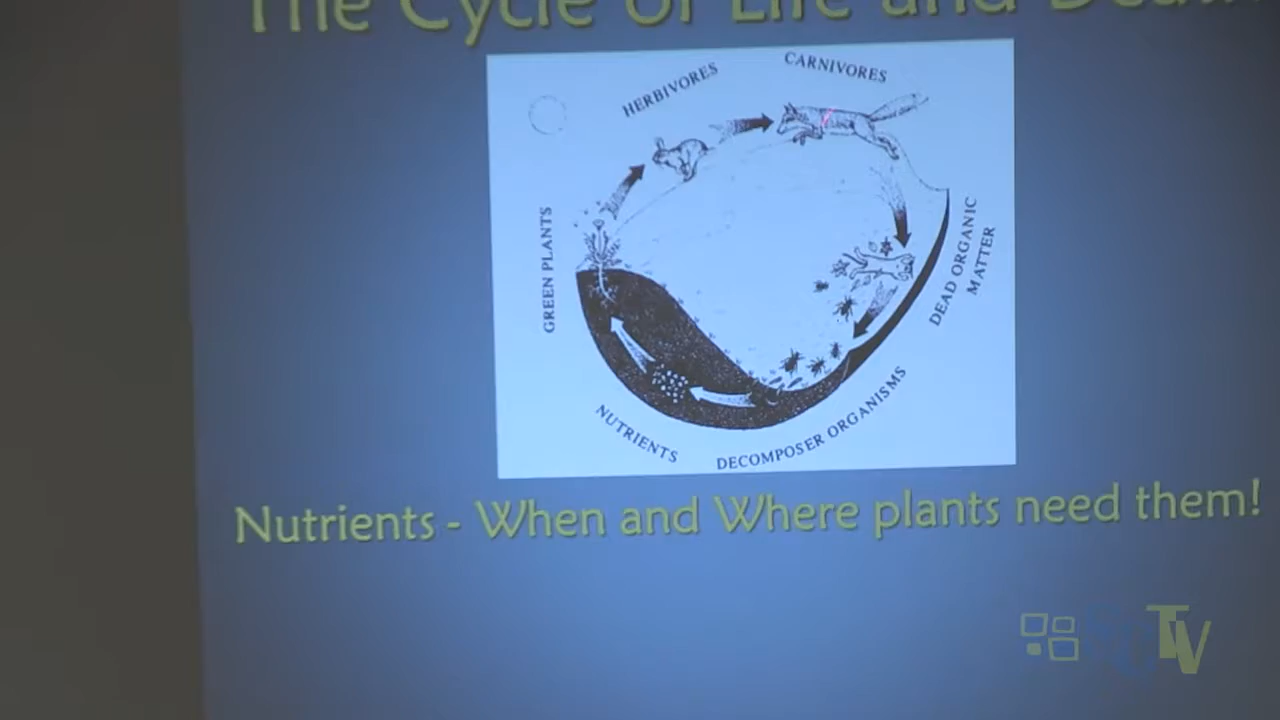 The Cycle of Life and Death
HERBIVORES
CARNIVORES
GREEN PLANTS
DEAD ORGANIC
MATTER
NUTRIENTS
DECOMPOSER ORGANISMS
Nutrients - When and Where plants need them!
TV